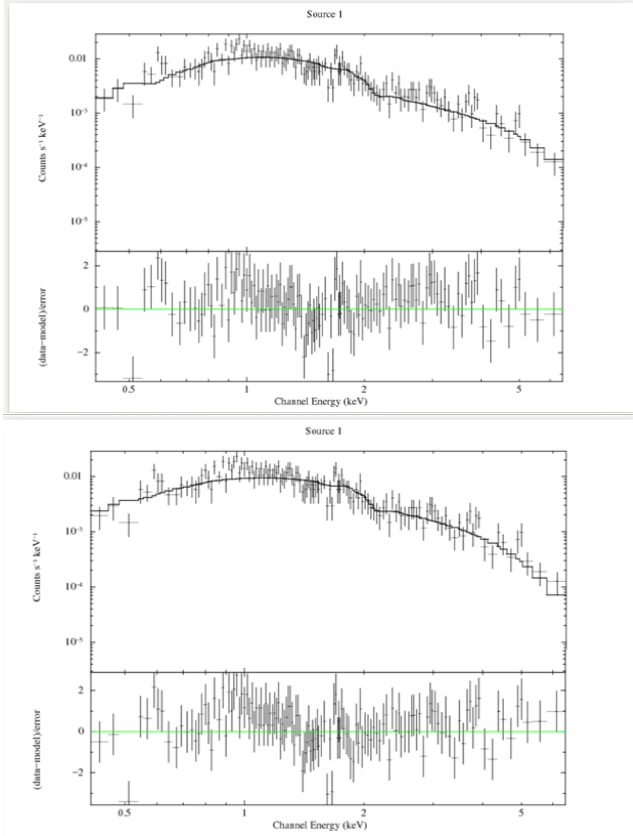 Source 1
0.01
10⁻³
10⁻⁴
10⁻⁵
Counts s⁻¹ keV⁻¹
2
0
−2
(data−model)/error
0.5 1 2 5
Channel Energy (keV)
Source 1
0.01
10⁻³
10⁻⁴
10⁻⁵
Counts s⁻¹ keV⁻¹
2
0
−2
(data−model)/error
0.5 1 2 5
Channel Energy (keV)